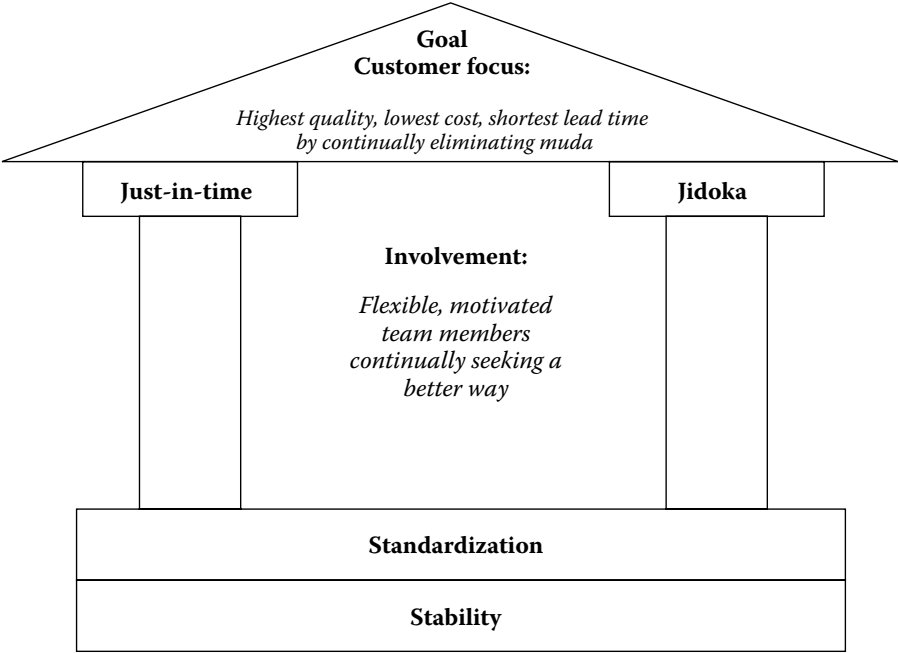 Goal
Customer focus:
Highest quality, lowest cost, shortest lead time
by continually eliminating muda
Just-in-time
Jidoka
Involvement:
Flexible, motivated
team members
continually seeking a
better way
Standardization
Stability